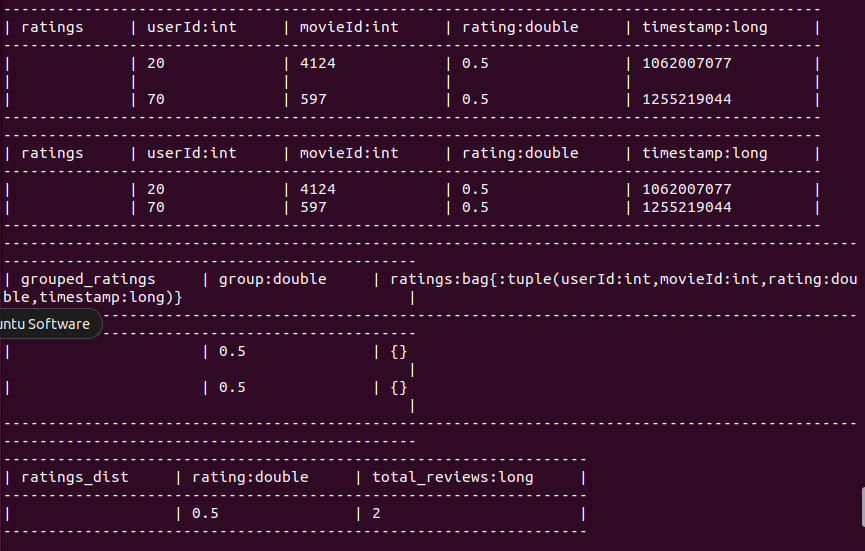 ---------------------------------------------------------------------------------------------
| ratings     | userId:int     | movieId:int     | rating:double     | timestamp:long     |
---------------------------------------------------------------------------------------------
|             | 20             | 4124            | 0.5               | 1062007077         |
|             |                |                 |                   |                    |
|             | 70             | 597             | 0.5               | 1255219044         |
---------------------------------------------------------------------------------------------
---------------------------------------------------------------------------------------------
| ratings     | userId:int     | movieId:int     | rating:double     | timestamp:long     |
---------------------------------------------------------------------------------------------
|             | 20             | 4124            | 0.5               | 1062007077         |
|             | 70             | 597             | 0.5               | 1255219044         |
---------------------------------------------------------------------------------------------
-----------------------------------------------------------------------------------------------
----------------------------------------------
| grouped_ratings     | group:double     | ratings:bag{:tuple(userId:int,movieId:int,rating:dou
ble,timestamp:long)}                         |
-----------------------------------------------------------------------------------------------
untu Software
----------------------------------------------
|                     | 0.5              | {}
                                             |
|                     | 0.5              | {}
                                             |
-----------------------------------------------------------------------------------------------
----------------------------------------------
-----------------------------------------------------------------
| ratings_dist     | rating:double     | total_reviews:long     |
-----------------------------------------------------------------
|                  | 0.5               | 2                      |
-----------------------------------------------------------------